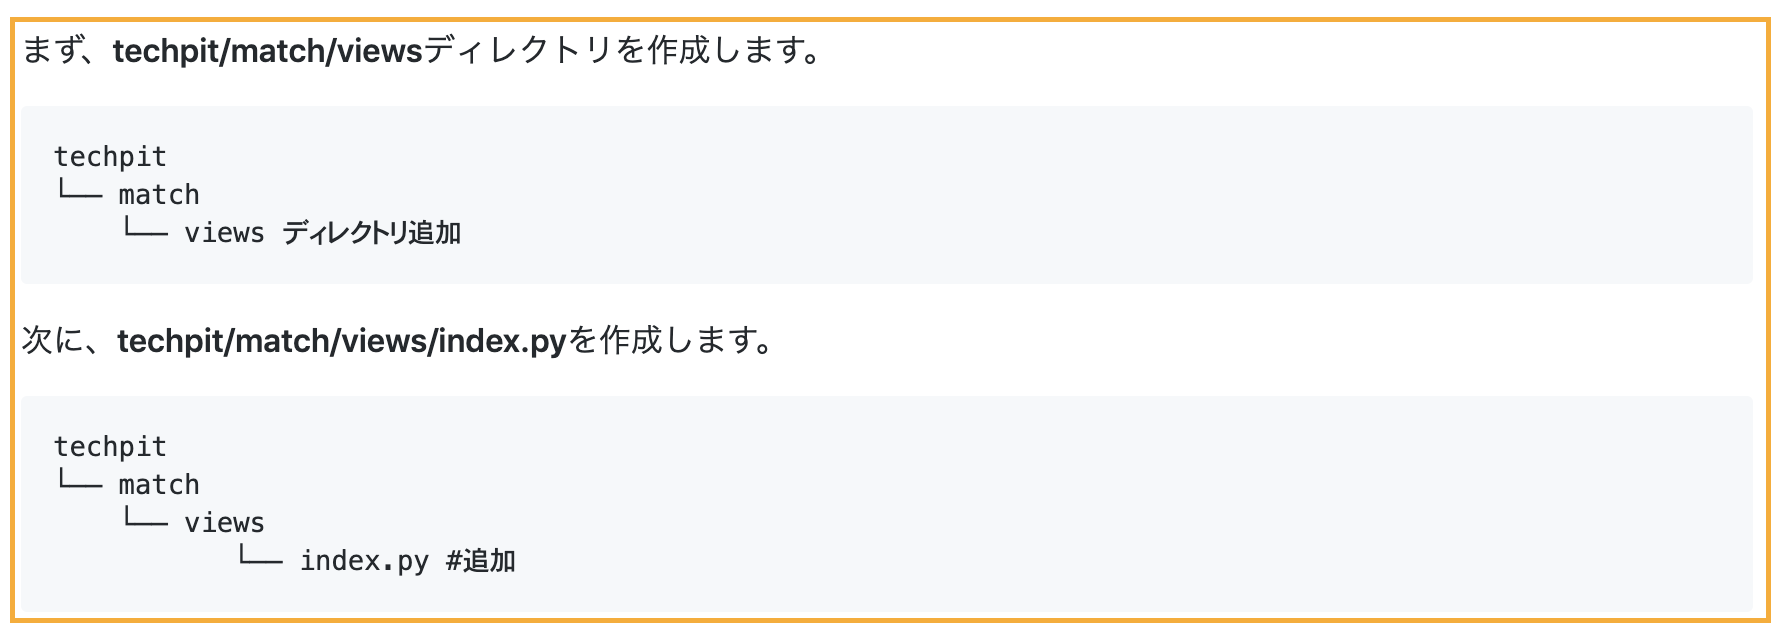 まず、techpit/match/viewsディレクトリを作成します。
techpit
└── match
    └── views ディレクトリ追加
次に、techpit/match/views/index.pyを作成します。
techpit
└── match
    └── views
           └── index.py #追加